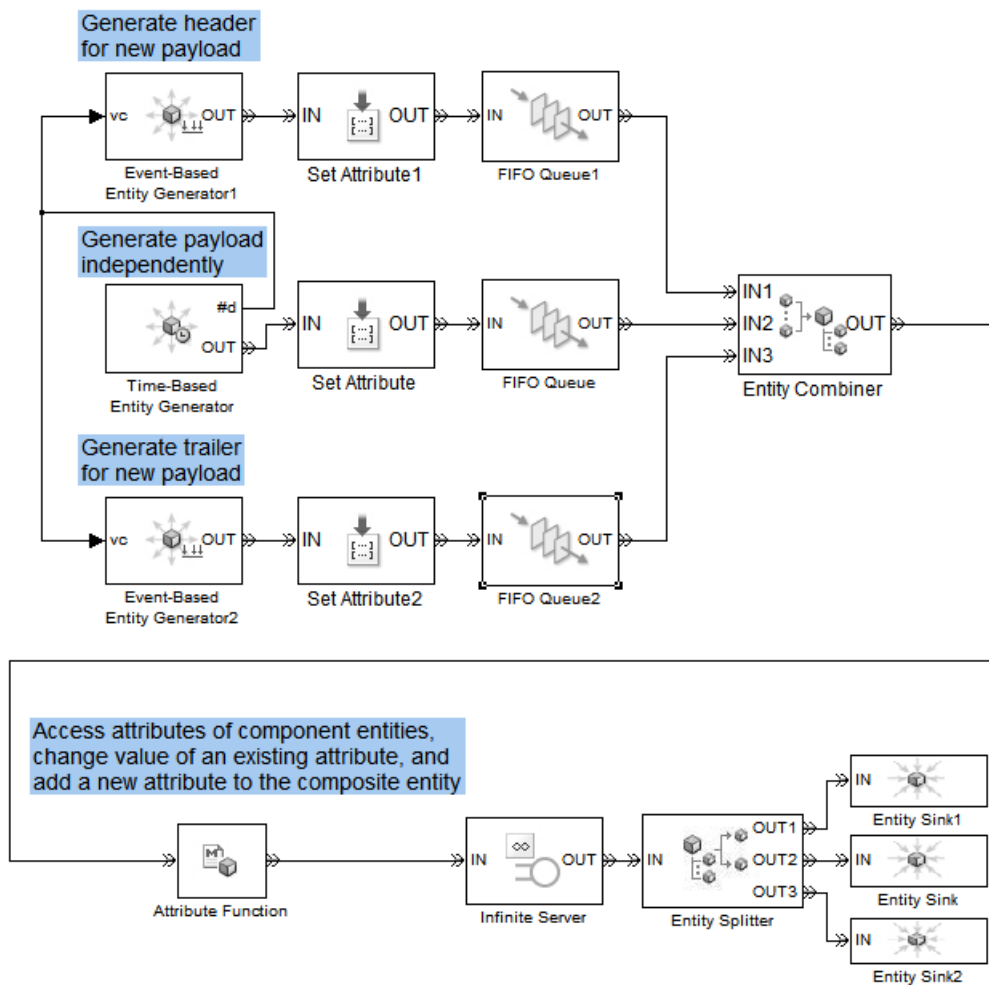 Generate header
for new payload
vc
OUT
IN
[...]
OUT
IN
OUT
Event-Based
Entity Generator1
Set Attribute1
FIFO Queue1
Generate payload
independently
#d
OUT
IN
[...]
OUT
IN
OUT
IN1
IN2
IN3
OUT
Time-Based
Entity Generator
Set Attribute
FIFO Queue
Entity Combiner
Generate trailer
for new payload
vc
OUT
IN
[...]
OUT
IN
OUT
Event-Based
Entity Generator2
Set Attribute2
FIFO Queue2
Access attributes of component entities,
change value of an existing attribute, and
add a new attribute to the composite entity
Attribute Function
IN
∞
OUT
Infinite Server
IN
OUT1
OUT2
OUT3
Entity Splitter
IN
Entity Sink1
IN
Entity Sink
IN
Entity Sink2